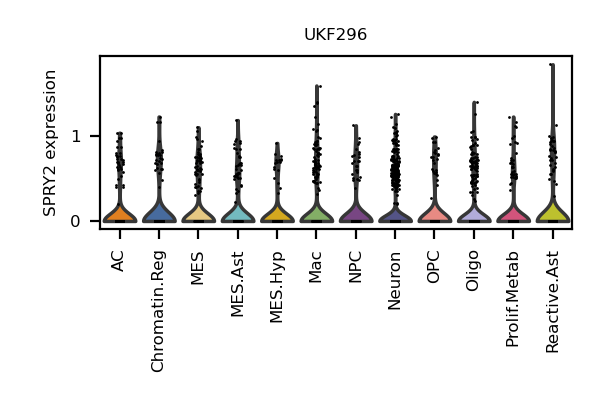 UKF296
SPRY2 expression
1
0
AC
Chromatin.Reg
MES
MES.Ast
MES.Hyp
Mac
NPC
Neuron
OPC
Oligo
Prolif.Metab
Reactive.Ast